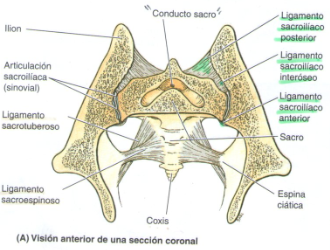 "Conducto sacro"
Ilion
Ligamento
sacroilíaco
posterior
Articulación
sacroilíaca
(sinovial)
Ligamento
sacroilíaco
interóseo
Ligamento
sacroilíaco
anterior
Ligamento
sacrotuberoso
Sacro
Ligamento
sacroespinoso
Espina
ciática
Coxis
(A) Visión anterior de una sección coronal